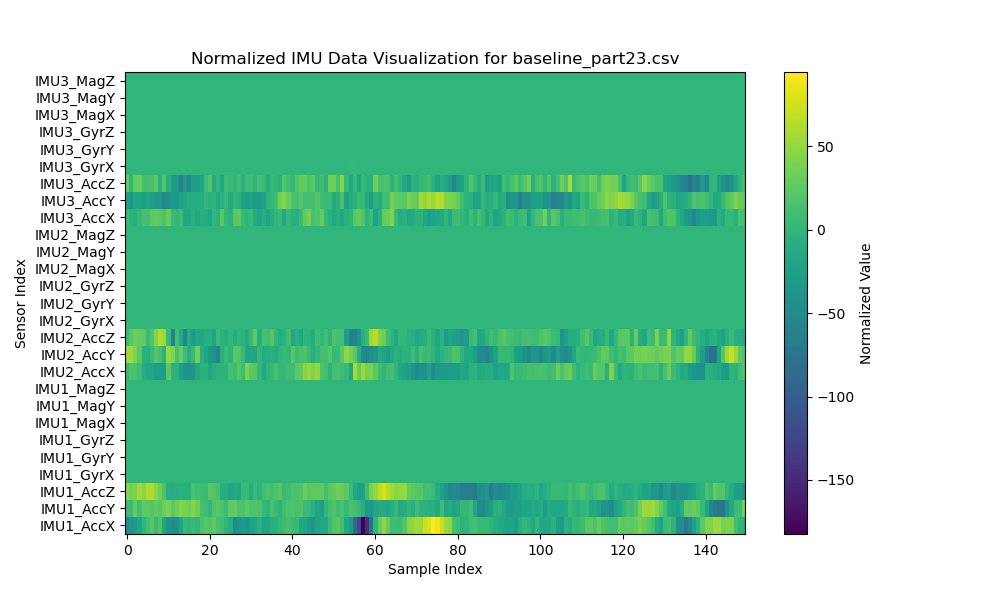 Normalized IMU Data Visualization for baseline_part23.csv
Sensor Index
IMU3_MagZ
IMU3_MagY
IMU3_MagX
IMU3_GyrZ
IMU3_GyrY
IMU3_GyrX
IMU3_AccZ
IMU3_AccY
IMU3_AccX
IMU2_MagZ
IMU2_MagY
IMU2_MagX
IMU2_GyrZ
IMU2_GyrY
IMU2_GyrX
IMU2_AccZ
IMU2_AccY
IMU2_AccX
IMU1_MagZ
IMU1_MagY
IMU1_MagX
IMU1_GyrZ
IMU1_GyrY
IMU1_GyrX
IMU1_AccZ
IMU1_AccY
IMU1_AccX
0 20 40 60 80 100 120 140
Sample Index
50
0
−50
−100
−150
Normalized Value